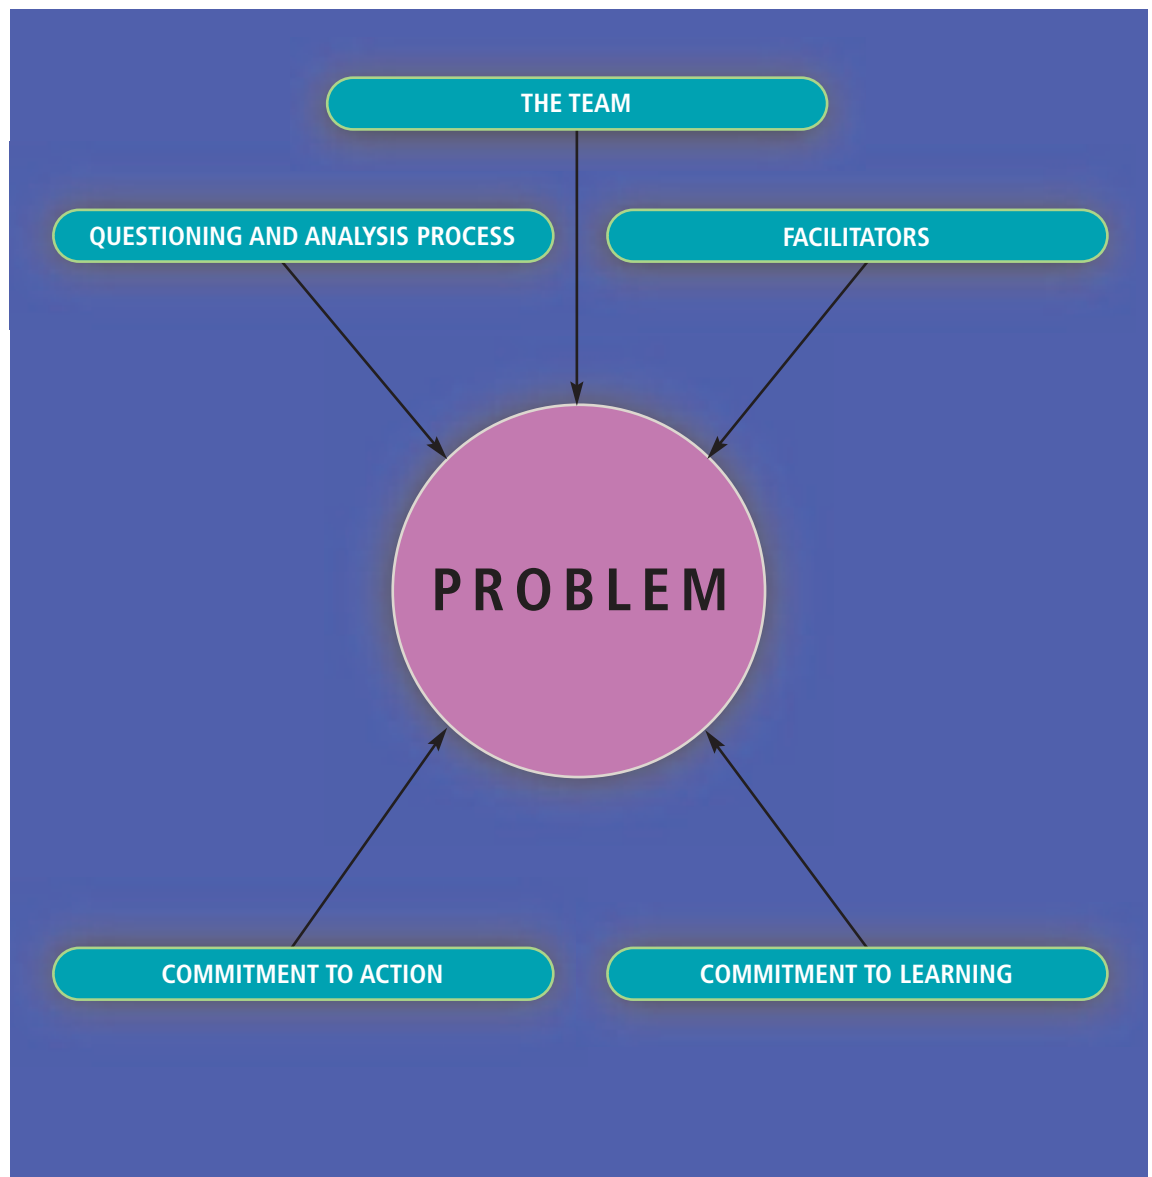 THE TEAM
QUESTIONING AND ANALYSIS PROCESS
FACILITATORS
PROBLEM
COMMITMENT TO ACTION
COMMITMENT TO LEARNING